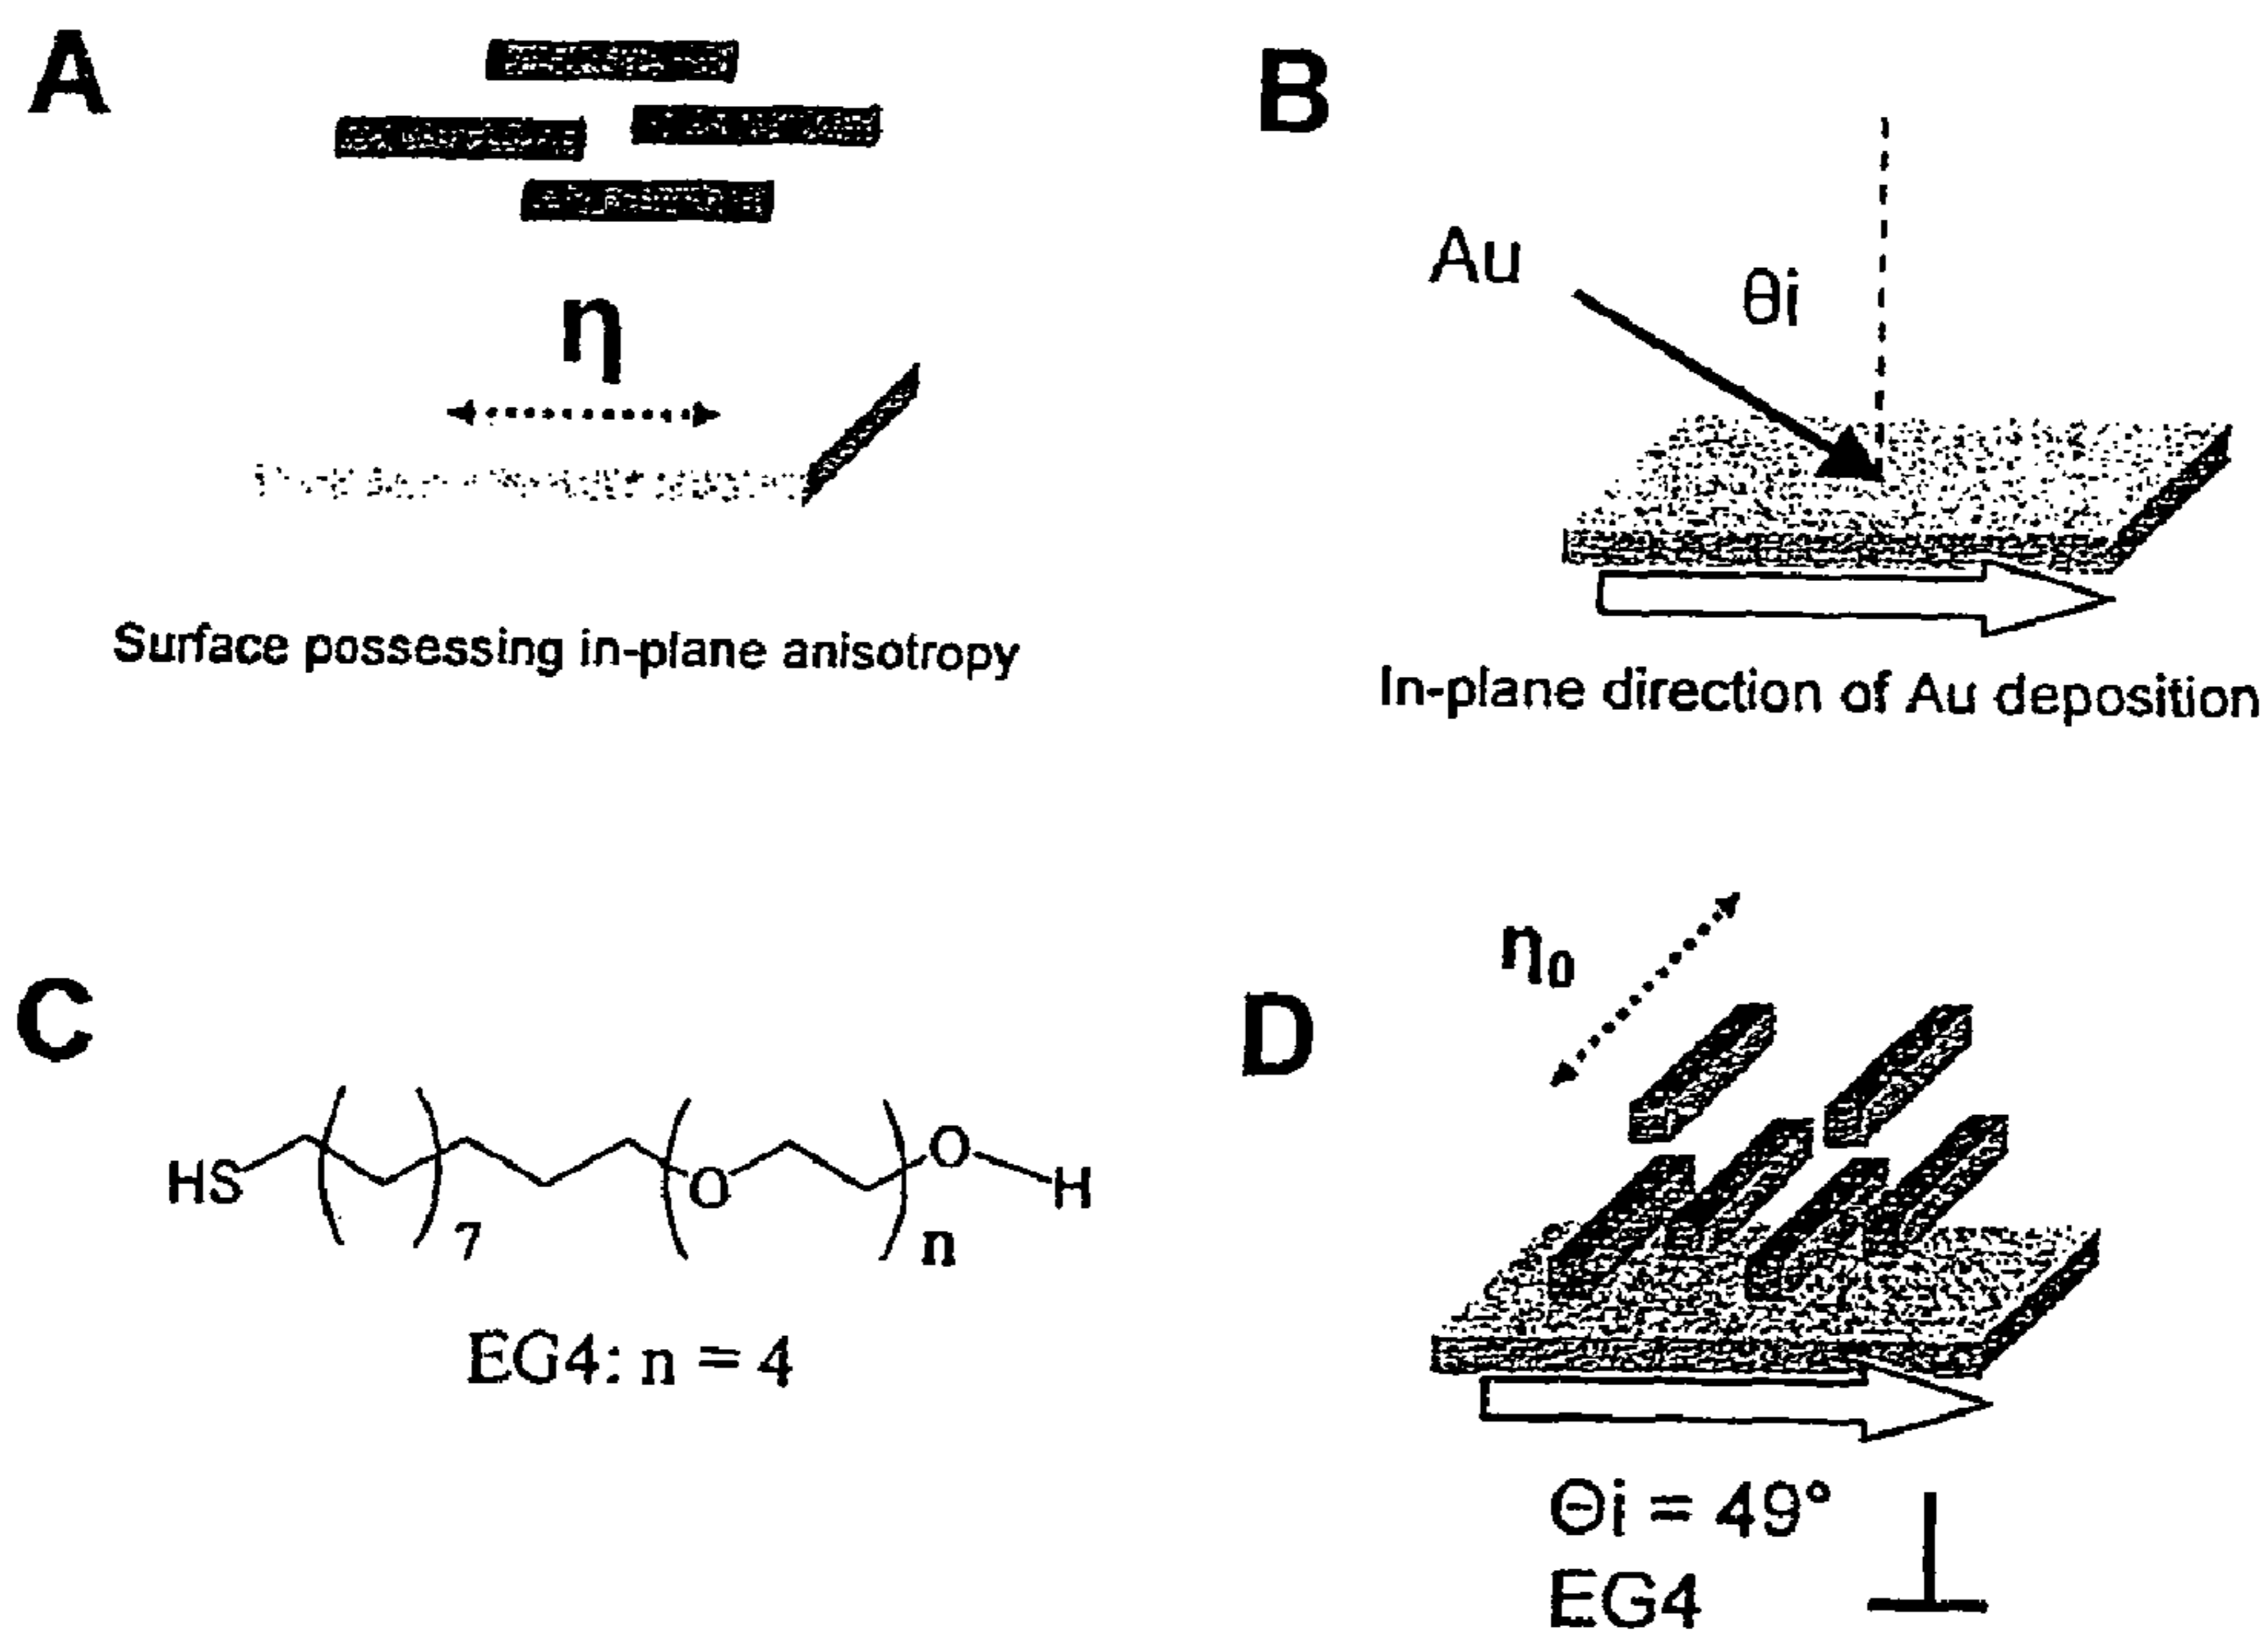 A
η
Surface possessing in-plane anisotropy
B
Au
θi
In-plane direction of Au deposition
C
HS
7
O
n
O
H
EG4: n = 4
D
η0
Θi = 49°
EG4
⊥